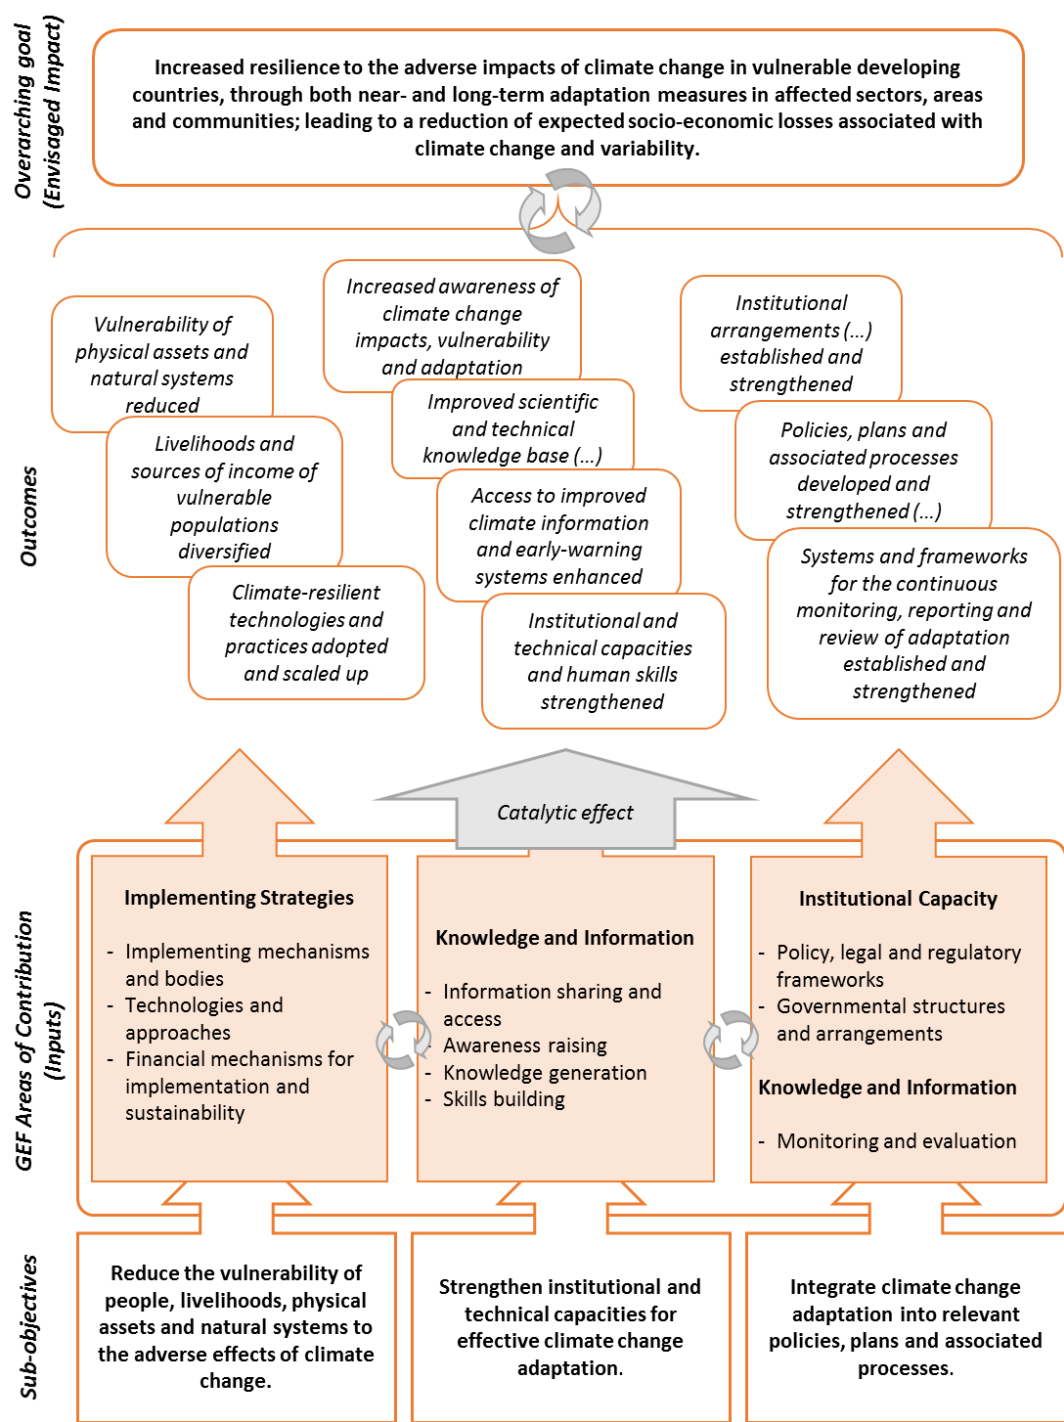 Overarching goal
(Envisaged Impact)
Increased resilience to the adverse impacts of climate change in vulnerable developing
countries, through both near- and long-term adaptation measures in affected sectors, areas
and communities; leading to a reduction of expected socio-economic losses associated with
climate change and variability.
Outcomes
Vulnerability of
physical assets and
natural systems
reduced
Livelihoods and
sources of income of
vulnerable
populations
diversified
Climate-resilient
technologies and
practices adopted
and scaled up
Increased awareness of
climate change
impacts, vulnerability
and adaptation
Improved scientific
and technical
knowledge base (...)
Access to improved
climate information
and early-warning
systems enhanced
Institutional and
technical capacities
and human skills
strengthened
Institutional
arrangements (...)
established and
strengthened
Policies, plans and
associated processes
developed and
strengthened (...)
Systems and frameworks
for the continuous
monitoring, reporting and
review of adaptation
established and
strengthened
Catalytic effect
GEF Areas of Contribution
(Inputs)
Implementing Strategies
- Implementing mechanisms
and bodies
- Technologies and
approaches
- Financial mechanisms for
implementation and
sustainability
Knowledge and Information
- Information sharing and
access
- Awareness raising
- Knowledge generation
- Skills building
Institutional Capacity
- Policy, legal and regulatory
frameworks
- Governmental structures
and arrangements
Knowledge and Information
- Monitoring and evaluation
Sub-objectives
Reduce the vulnerability of
people, livelihoods, physical
assets and natural systems to
the adverse effects of climate
change.
Strengthen institutional and
technical capacities for
effective climate change
adaptation.
Integrate climate change
adaptation into relevant
policies, plans and associated
processes.